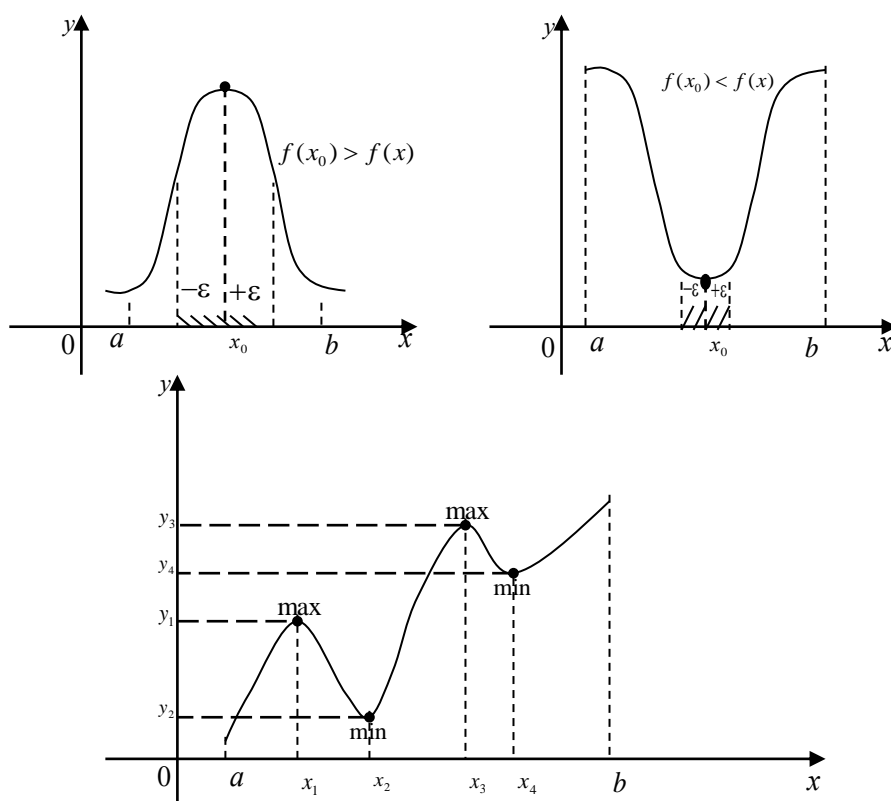 y
f(x₀) > f(x)
−ε +ε
0 a x₀ b x
y
f(x₀) < f(x)
−ε +ε
0 a x₀ b x
y
y₃ max
y₄ min
y₁ max
y₂ min
0 a x₁ x₂ x₃ x₄ b x